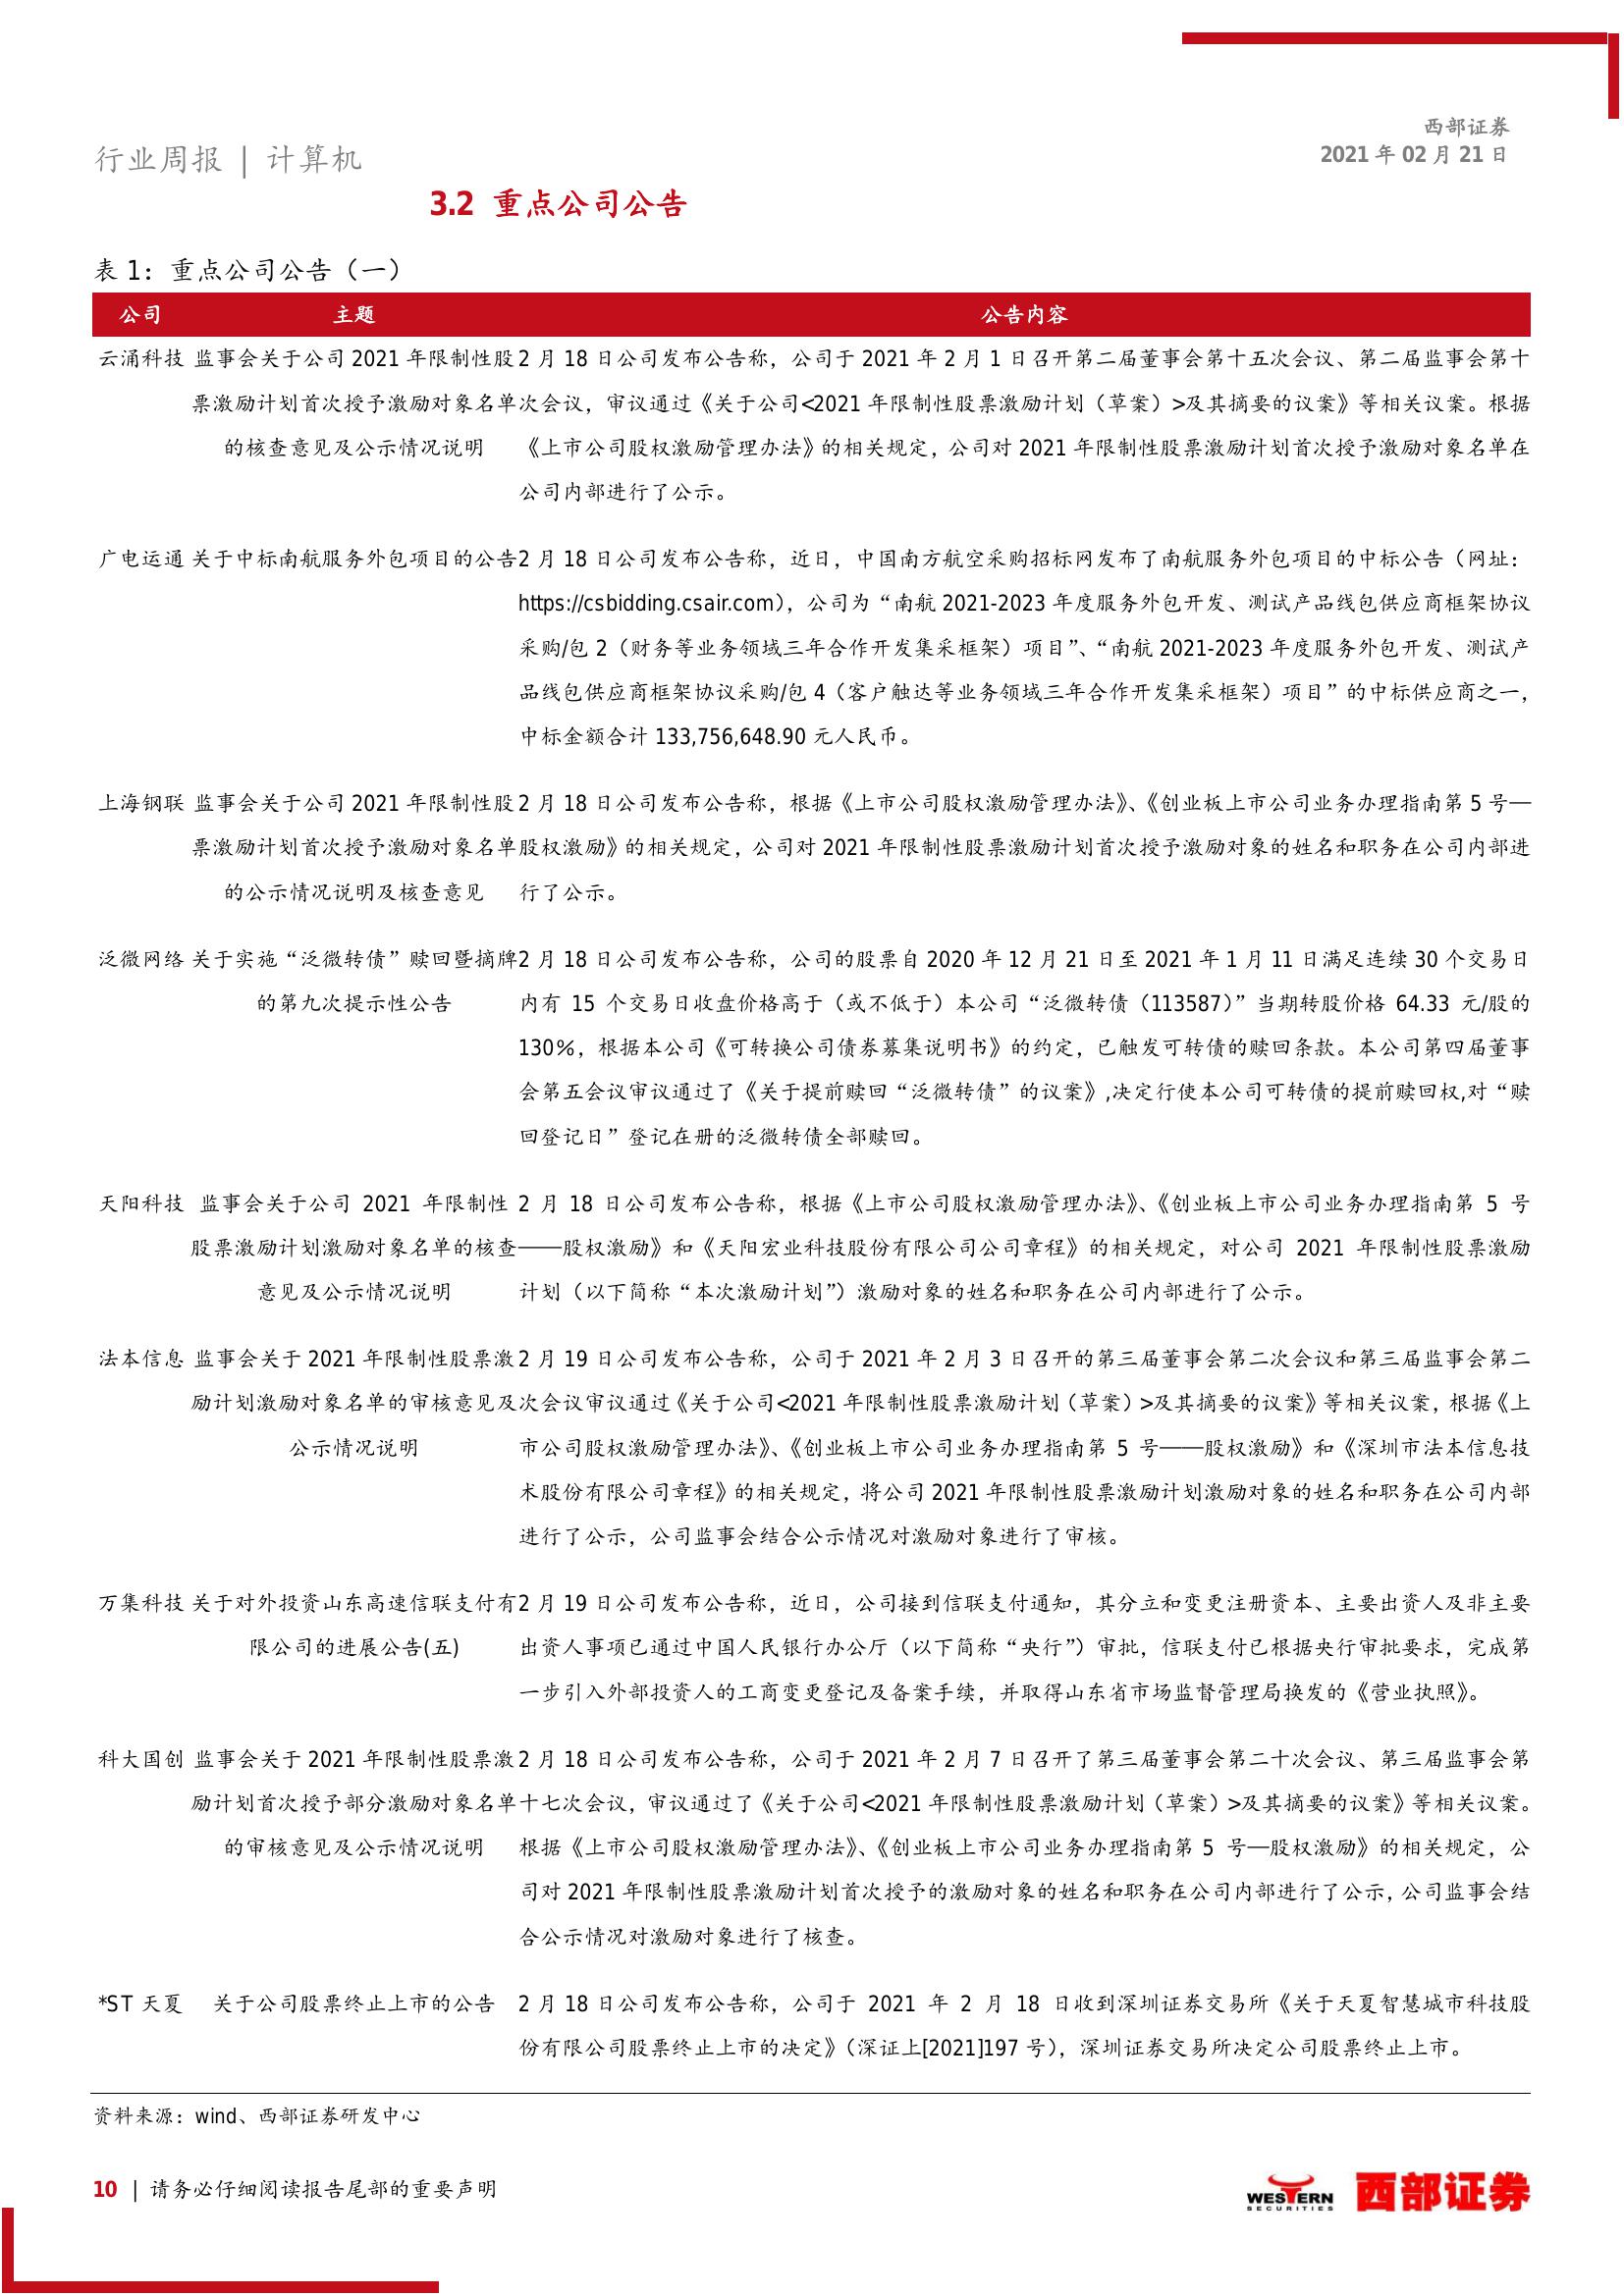 西部证券
2021 年 02 月 21 日
行业周报 | 计算机
3.2 重点公司公告
表 1：重点公司公告（一）
公司 主题 公告内容
云涌科技 监事会关于公司 2021 年限制性股 2 月 18 日公司发布公告称，公司于 2021 年 2 月 1 日召开第二届董事会第十五次会议、第二届监事会第十
票激励计划首次授予激励对象名单 次会议，审议通过《关于公司<2021 年限制性股票激励计划（草案）>及其摘要的议案》等相关议案。根据
的核查意见及公示情况说明 《上市公司股权激励管理办法》的相关规定，公司对 2021 年限制性股票激励计划首次授予激励对象名单在
公司内部进行了公示。
广电运通 关于中标南航服务外包项目的公告 2 月 18 日公司发布公告称，近日，中国南方航空采购招标网发布了南航服务外包项目的中标公告（网址：
https://csbidding.csair.com），公司为“南航 2021-2023 年度服务外包开发、测试产品线包供应商框架协议
采购/包 2（财务等业务领域三年合作开发集采框架）项目”、“南航 2021-2023 年度服务外包开发、测试产
品线包供应商框架协议采购/包 4（客户触达等业务领域三年合作开发集采框架）项目”的中标供应商之一，
中标金额合计 133,756,648.90 元人民币。
上海钢联 监事会关于公司 2021 年限制性股 2 月 18 日公司发布公告称，根据《上市公司股权激励管理办法》、《创业板上市公司业务办理指南第 5 号—
票激励计划首次授予激励对象名单 股权激励》的相关规定，公司对 2021 年限制性股票激励计划首次授予激励对象的姓名和职务在公司内部进
的公示情况说明及核查意见 行了公示。
泛微网络 关于实施“泛微转债”赎回暨摘牌 2 月 18 日公司发布公告称，公司的股票自 2020 年 12 月 21 日至 2021 年 1 月 11 日满足连续 30 个交易日
的第九次提示性公告 内有 15 个交易日收盘价格高于（或不低于）本公司“泛微转债（113587）”当期转股价格 64.33 元/股的
130%，根据本公司《可转换公司债券募集说明书》的约定，已触发可转债的赎回条款。本公司第四届董事
会第五会议审议通过了《关于提前赎回“泛微转债”的议案》,决定行使本公司可转债的提前赎回权,对“赎
回登记日”登记在册的泛微转债全部赎回。
天阳科技 监事会关于公司 2021 年限制性 2 月 18 日公司发布公告称，根据《上市公司股权激励管理办法》、《创业板上市公司业务办理指南第 5 号
股票激励计划激励对象名单的核查 ——股权激励》和《天阳宏业科技股份有限公司公司章程》的相关规定，对公司 2021 年限制性股票激励
意见及公示情况说明 计划（以下简称“本次激励计划”）激励对象的姓名和职务在公司内部进行了公示。
法本信息 监事会关于 2021 年限制性股票激 2 月 19 日公司发布公告称，公司于 2021 年 2 月 3 日召开的第三届董事会第二次会议和第三届监事会第二
励计划激励对象名单的审核意见及 次会议审议通过《关于公司<2021 年限制性股票激励计划（草案）>及其摘要的议案》等相关议案，根据《上
公示情况说明 市公司股权激励管理办法》、《创业板上市公司业务办理指南第 5 号——股权激励》和《深圳市法本信息技
术股份有限公司章程》的相关规定，将公司 2021 年限制性股票激励计划激励对象的姓名和职务在公司内部
进行了公示，公司监事会结合公示情况对激励对象进行了审核。
万集科技 关于对外投资山东高速信联支付有 2 月 19 日公司发布公告称，近日，公司接到信联支付通知，其分立和变更注册资本、主要出资人及非主要
限公司的进展公告(五) 出资人事项已通过中国人民银行办公厅（以下简称“央行”）审批，信联支付已根据央行审批要求，完成第
一步引入外部投资人的工商变更登记及备案手续，并取得山东省市场监督管理局换发的《营业执照》。
科大国创 监事会关于 2021 年限制性股票激 2 月 18 日公司发布公告称，公司于 2021 年 2 月 7 日召开了第三届董事会第二十次会议、第三届监事会第
励计划首次授予部分激励对象名单 十七次会议，审议通过了《关于公司<2021 年限制性股票激励计划（草案）>及其摘要的议案》等相关议案。
的审核意见及公示情况说明 根据《上市公司股权激励管理办法》、《创业板上市公司业务办理指南第 5 号—股权激励》的相关规定，公
司对 2021 年限制性股票激励计划首次授予的激励对象的姓名和职务在公司内部进行了公示，公司监事会结
合公示情况对激励对象进行了核查。
*ST 天夏 关于公司股票终止上市的公告 2 月 18 日公司发布公告称，公司于 2021 年 2 月 18 日收到深圳证券交易所《关于天夏智慧城市科技股
份有限公司股票终止上市的决定》（深证上[2021]197 号），深圳证券交易所决定公司股票终止上市。
资料来源：wind、西部证券研发中心
10 | 请务必仔细阅读报告尾部的重要声明
WESTERN
SECURITIES
西部证券